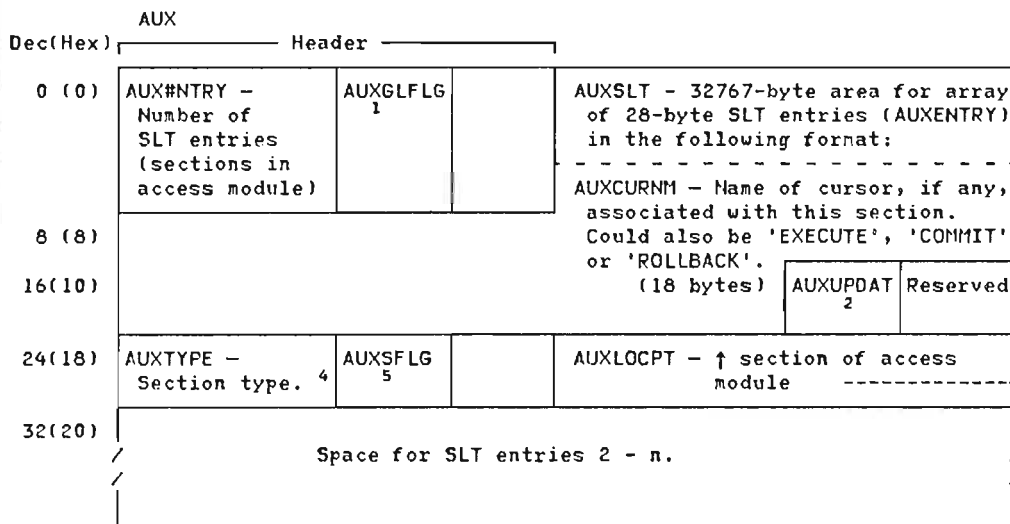 AUX
Dec(Hex) Header
0 (0) AUX#NTRY - AUXGLFLG AUXSLT - 32767-byte area for array
Number of 1 of 28-byte SLT entries (AUXENTRY)
SLT entries in the following format:
(sections in
access module) AUXCURNM - Name of cursor, if any,
associated with this section.
8 (8) Could also be 'EXECUTE', 'COMMIT'
or 'ROLLBACK'.
16(10) (18 bytes) AUXUPDAT Reserved
2
24(18) AUXTYPE - AUXSFLG AUXLOCPT - ↑ section of access
Section type. 4 5 module
32(20)
Space for SLT entries 2 - n.